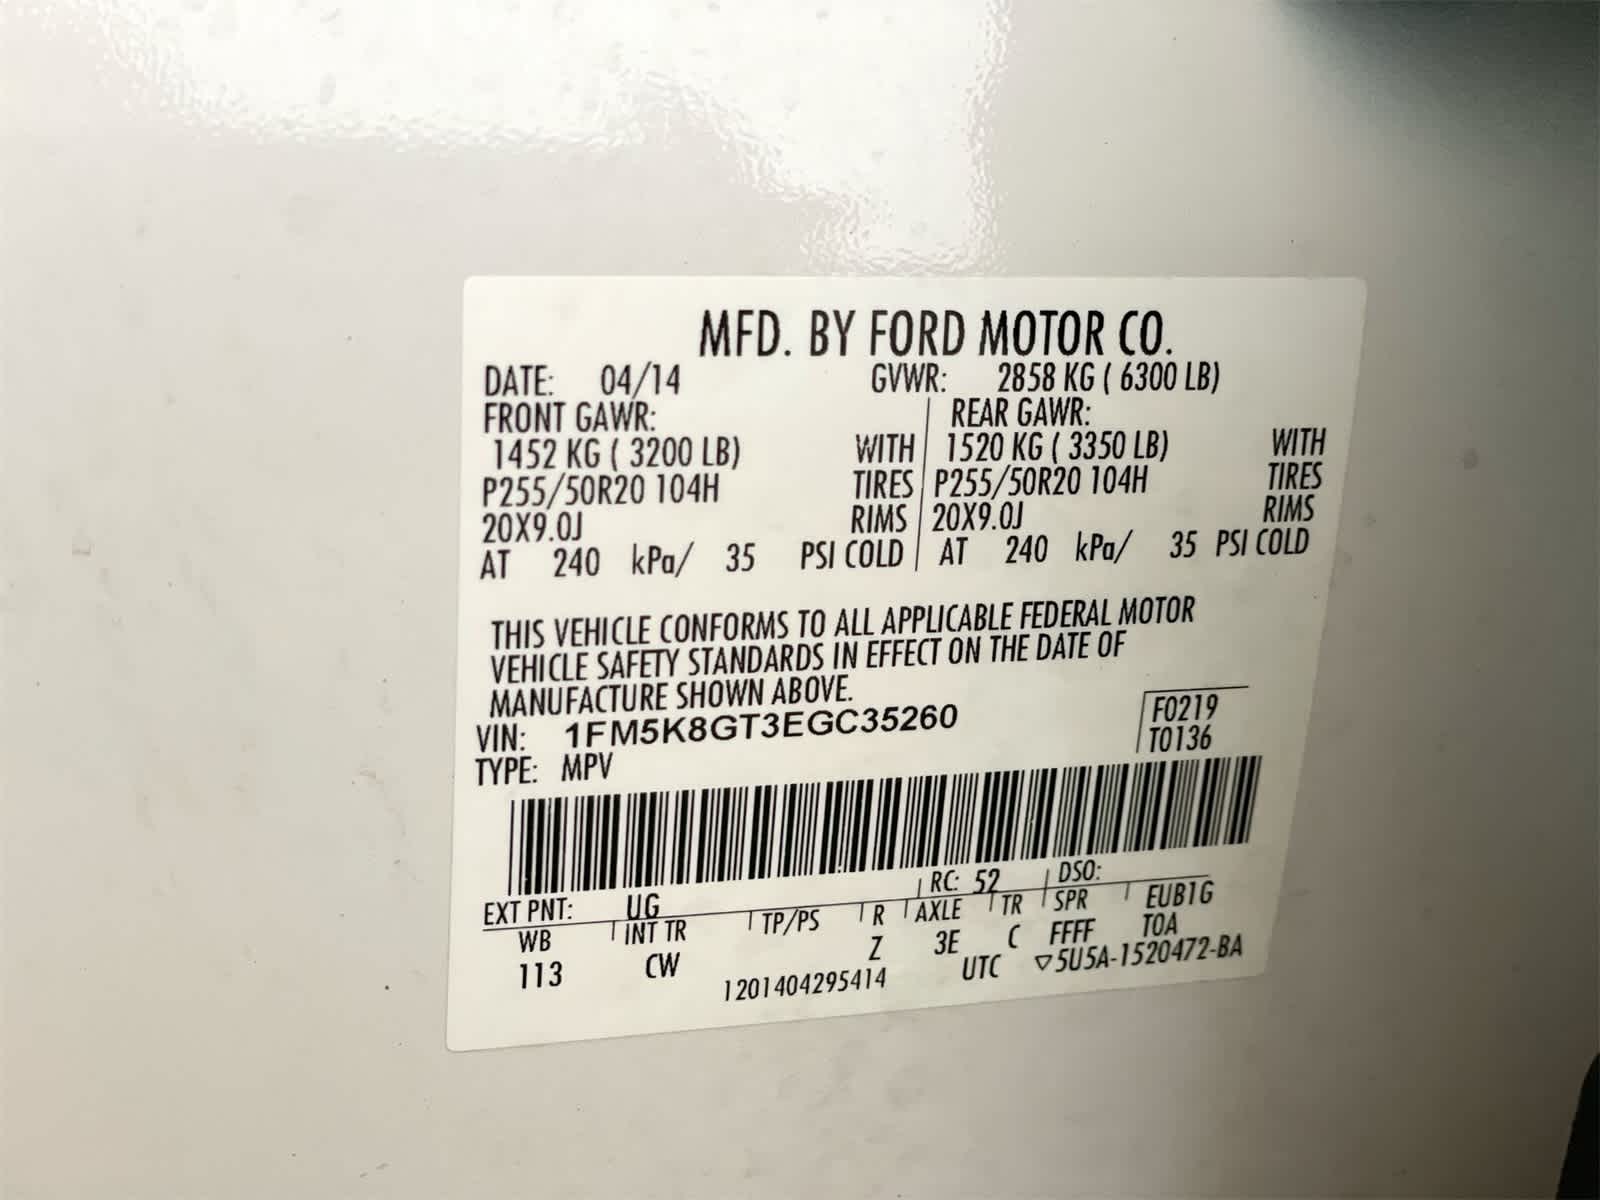 MFD. BY FORD MOTOR CO.
DATE: 04/14 GVWR: 2858 KG ( 6300 LB)
FRONT GAWR: REAR GAWR:
1452 KG ( 3200 LB) WITH 1520 KG ( 3350 LB) WITH
P255/50R20 104H TIRES P255/50R20 104H TIRES
20X9.0J RIMS 20X9.0J RIMS
AT 240 kPa/ 35 PSI COLD AT 240 kPa/ 35 PSI COLD
THIS VEHICLE CONFORMS TO ALL APPLICABLE FEDERAL MOTOR
VEHICLE SAFETY STANDARDS IN EFFECT ON THE DATE OF
MANUFACTURE SHOWN ABOVE.
VIN: 1FM5K8GT3EGC35260 F0219
TYPE: MPV T0136
EXT PNT: UG RC: 52 DSO:
WB INT TR TP/PS R AXLE TR SPR EUB1G
113 CW Z 3E C FFFF T0A
1201404295414 UTC ▽5U5A-1520472-BA